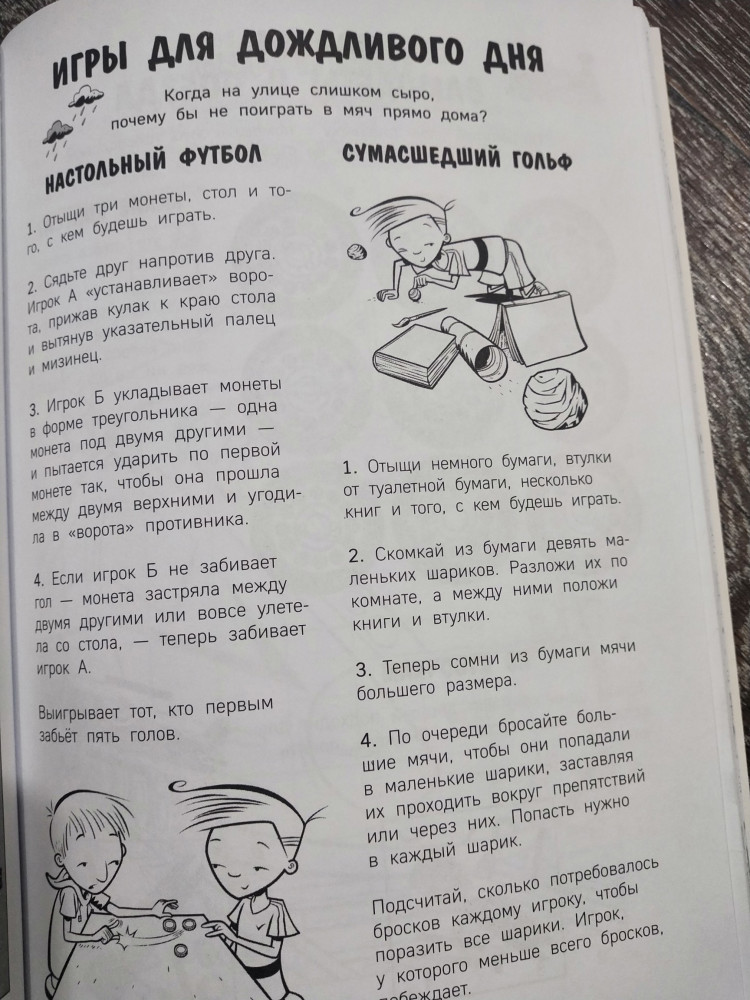 ИГРЫ ДЛЯ ДОЖДЛИВОГО ДНЯ
Когда на улице слишком сыро,
почему бы не поиграть в мяч прямо дома?
НАСТОЛЬНЫЙ ФУТБОЛ
1. Отыщи три монеты, стол и то-
го, с кем будешь играть.
2. Сядьте друг напротив друга.
Игрок А «устанавливает» воро-
та, прижав кулак к краю стола
и вытянув указательный палец
и мизинец.
3. Игрок Б укладывает монеты
в форме треугольника — одна
монета под двумя другими —
и пытается ударить по первой
монете так, чтобы она прошла
между двумя верхними и угоди-
ла в «ворота» противника.
4. Если игрок Б не забивает
гол — монета застряла между
двумя другими или вовсе улете-
ла со стола, — теперь забивает
игрок А.
Выигрывает тот, кто первым
забьёт пять голов.
СУМАСШЕДШИЙ ГОЛЬФ
1. Отыщи немного бумаги, втулки
от туалетной бумаги, несколько
книг и того, с кем будешь играть.
2. Скомкай из бумаги девять ма-
леньких шариков. Разложи их по
комнате, а между ними положи
книги и втулки.
3. Теперь сомни из бумаги мячи
большего размера.
4. По очереди бросайте боль-
шие мячи, чтобы они попадали
в маленькие шарики, заставляя
их проходить вокруг препятствий
или через них. Попасть нужно
в каждый шарик.
Подсчитай, сколько потребовалось
бросков каждому игроку, чтобы
поразить все шарики. Игрок,
у которого меньше всего бросков,
побеждает.